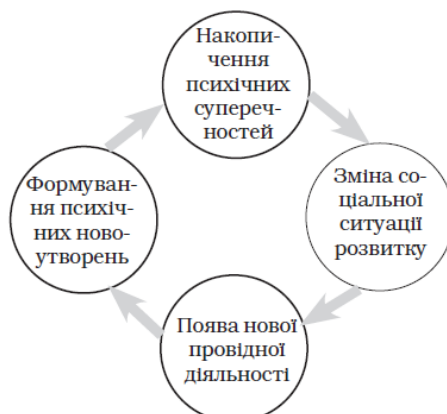 Накопи-
чення
психічних
супереч-
ностей
Зміна со-
ціальної
ситуації
розвитку
Поява нової
провідної
діяльності
Формуван-
ня психіч-
них ново-
утворень